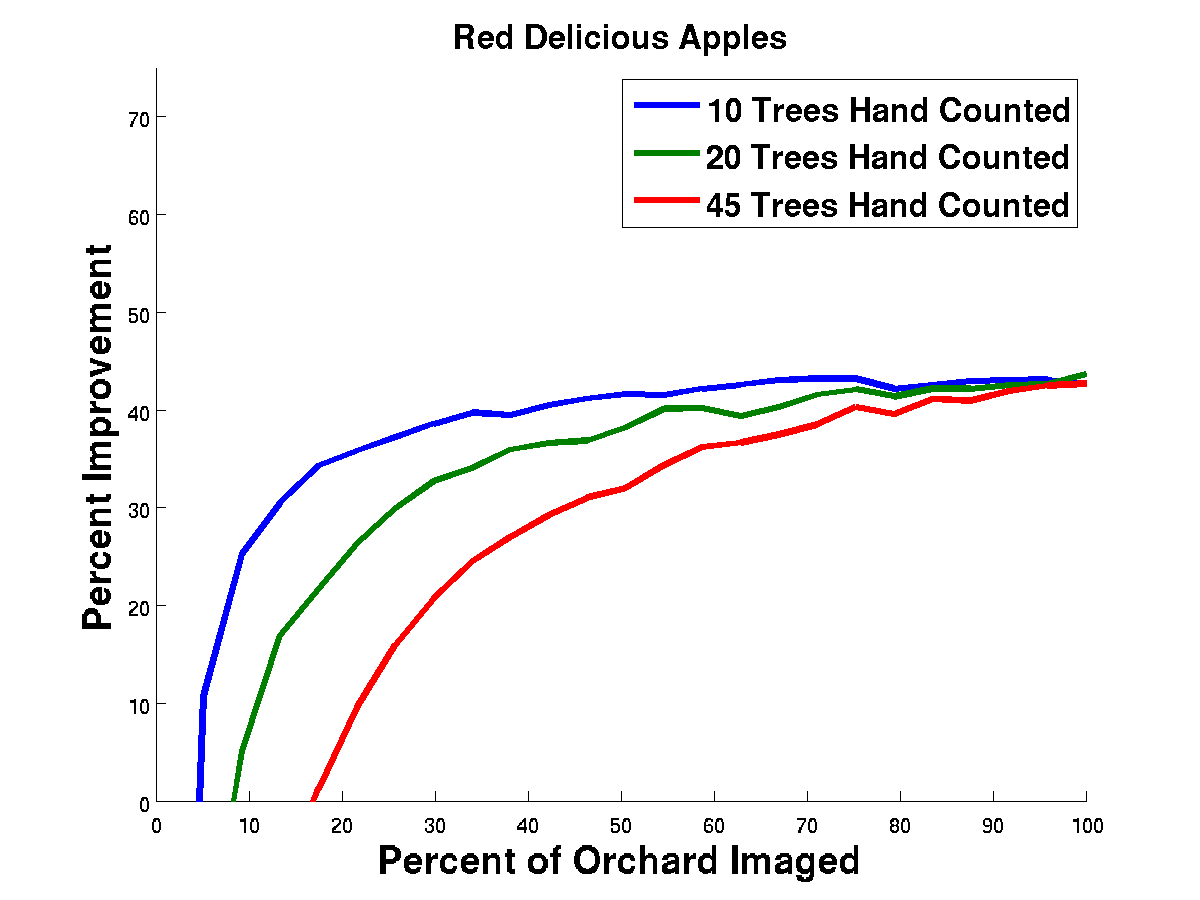 Red Delicious Apples
10 Trees Hand Counted
20 Trees Hand Counted
45 Trees Hand Counted
Percent Improvement
70
60
50
40
30
20
10
0
0 10 20 30 40 50 60 70 80 90 100
Percent of Orchard Imaged